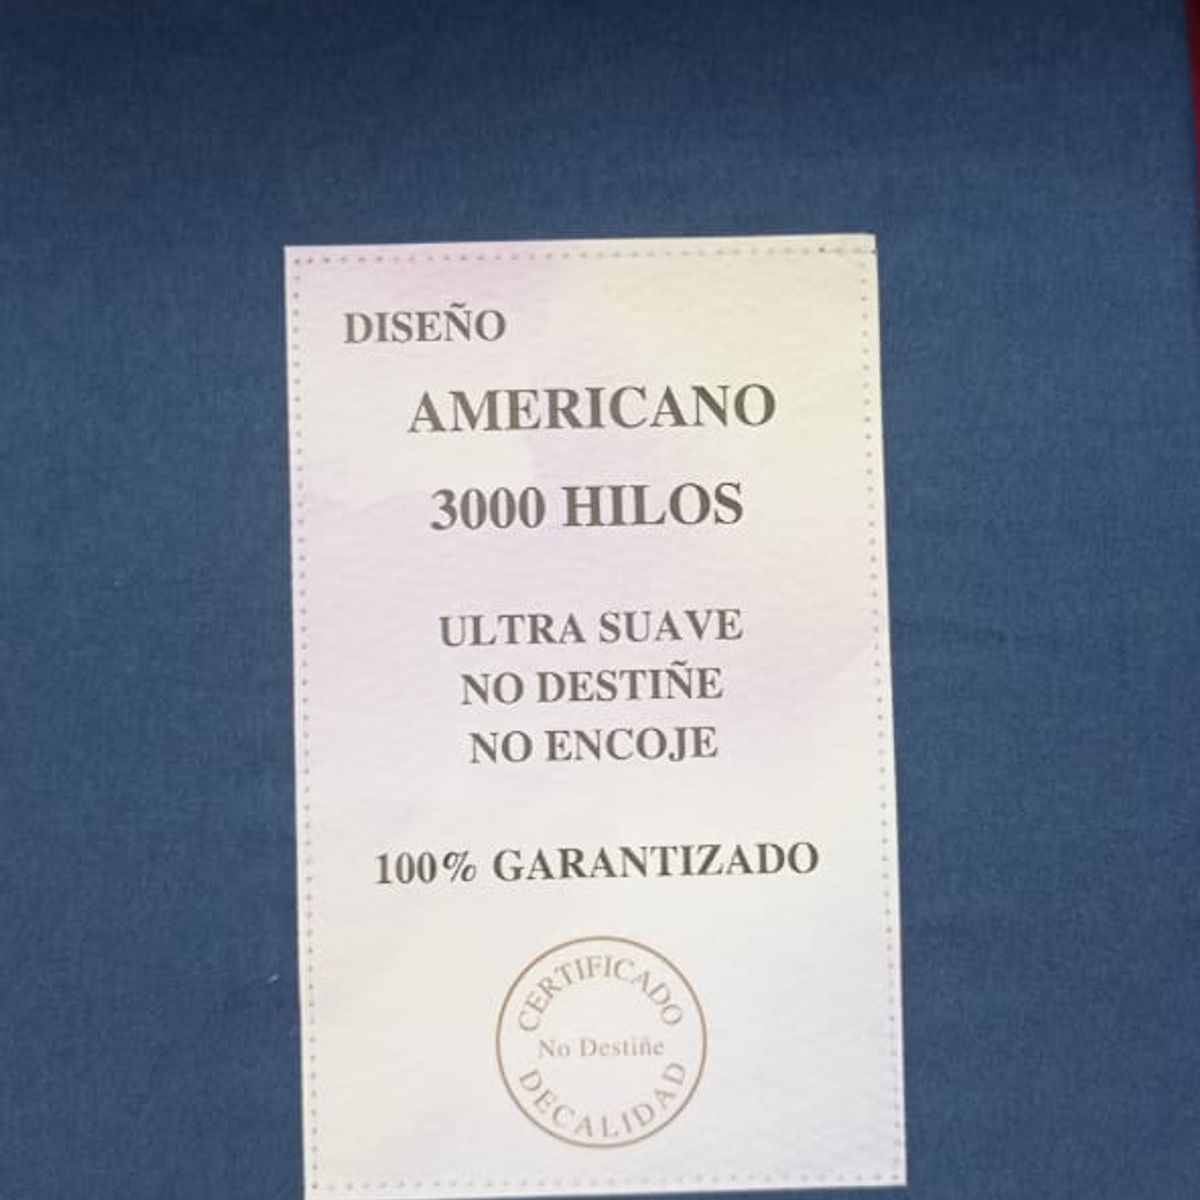 DISEÑO
AMERICANO
3000 HILOS
ULTRA SUAVE
NO DESTIÑE
NO ENCOJE
100% GARANTIZADO
CERTIFICADO
No Destiñe
DECALIDAD